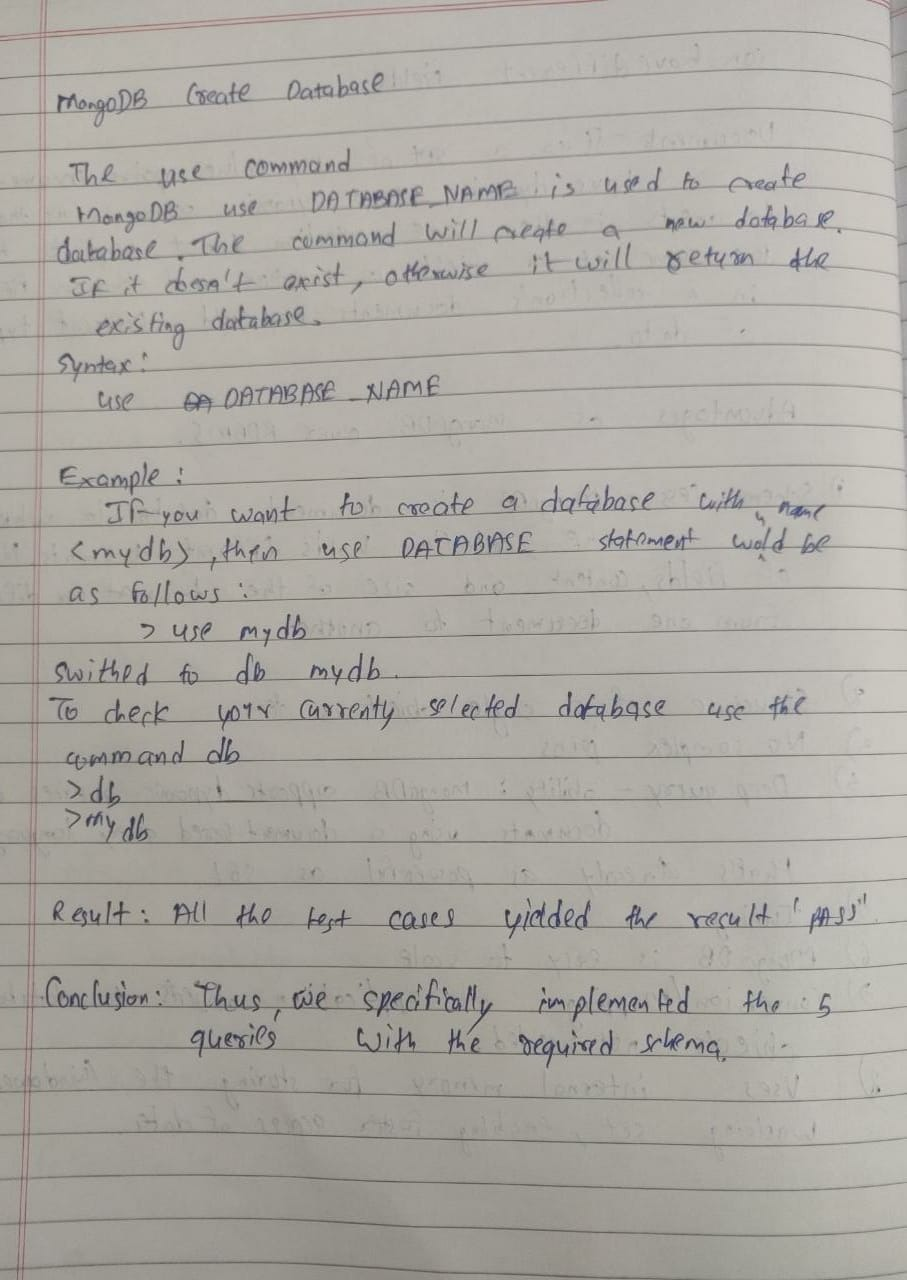 MongoDB Create Database
The use command
MongoDB use DATABASE_NAME is used to create
database. The command will create a new database.
If it doesn't exist, otherwise it will return the
existing database.
Syntax:
use DATABASE_NAME
Example:
If you want to create a database with name
<mydb>, then use DATABASE statement wold be
as follows:
> use mydb
swithed to db mydb.
To check your currenty selected database use the
command db
>db
>mydb
Result: All the test cases yielded the result "PASS"
Conclusion: Thus, we specifically implemented the 5
queries with the required schema.